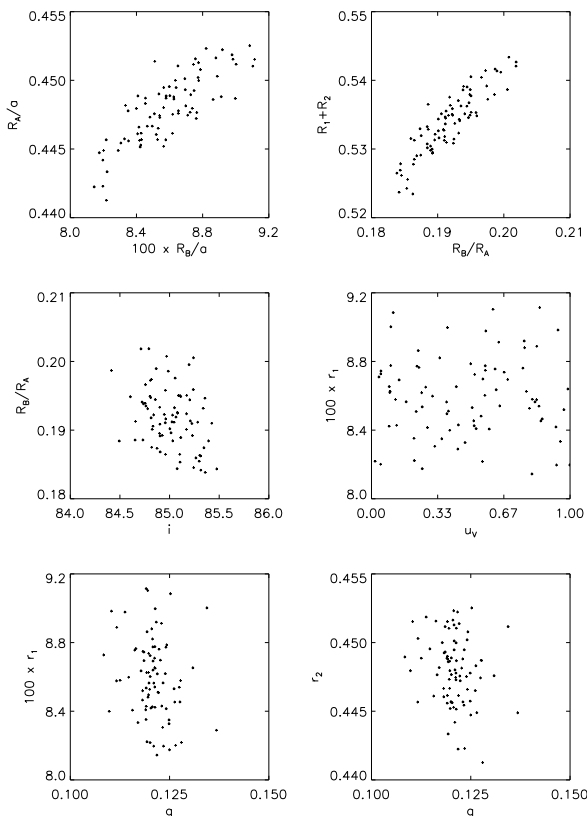 0.455
0.450
0.445
0.440
R_A/a
8.0 8.4 8.8 9.2
100 x R_B/a
0.55
0.54
0.53
0.52
R_1+R_2
0.18 0.19 0.20 0.21
R_B/R_A
0.21
0.20
0.19
0.18
R_B/R_A
84.0 84.5 85.0 85.5 86.0
i
9.2
8.8
8.4
8.0
100 x r_1
0.00 0.33 0.67 1.00
u_v
9.2
8.8
8.4
8.0
100 x r_1
0.100 0.125 0.150
q
0.455
0.450
0.445
0.440
r_2
0.100 0.125 0.150
q